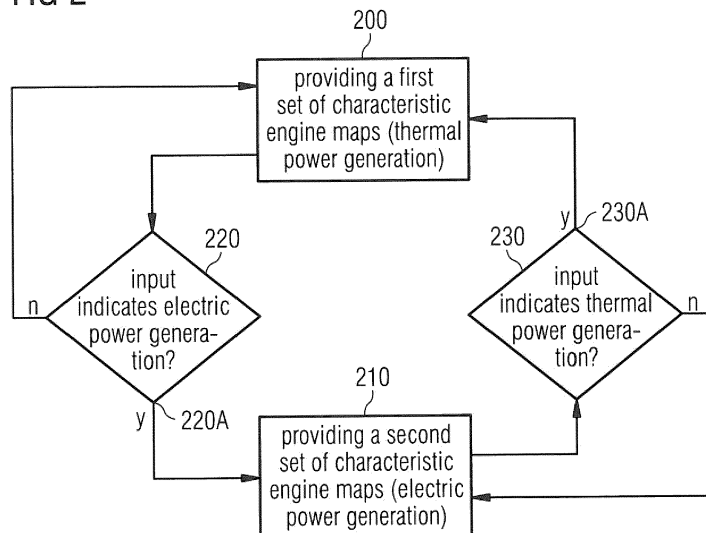 FIG 2
200
providing a first
set of characteristic
engine maps (thermal
power generation)
220
input
indicates electric
power genera-
tion?
n
y
220A
230A
y
230
input
indicates thermal
power genera-
tion?
n
210
providing a second
set of characteristic
engine maps (electric
power generation)